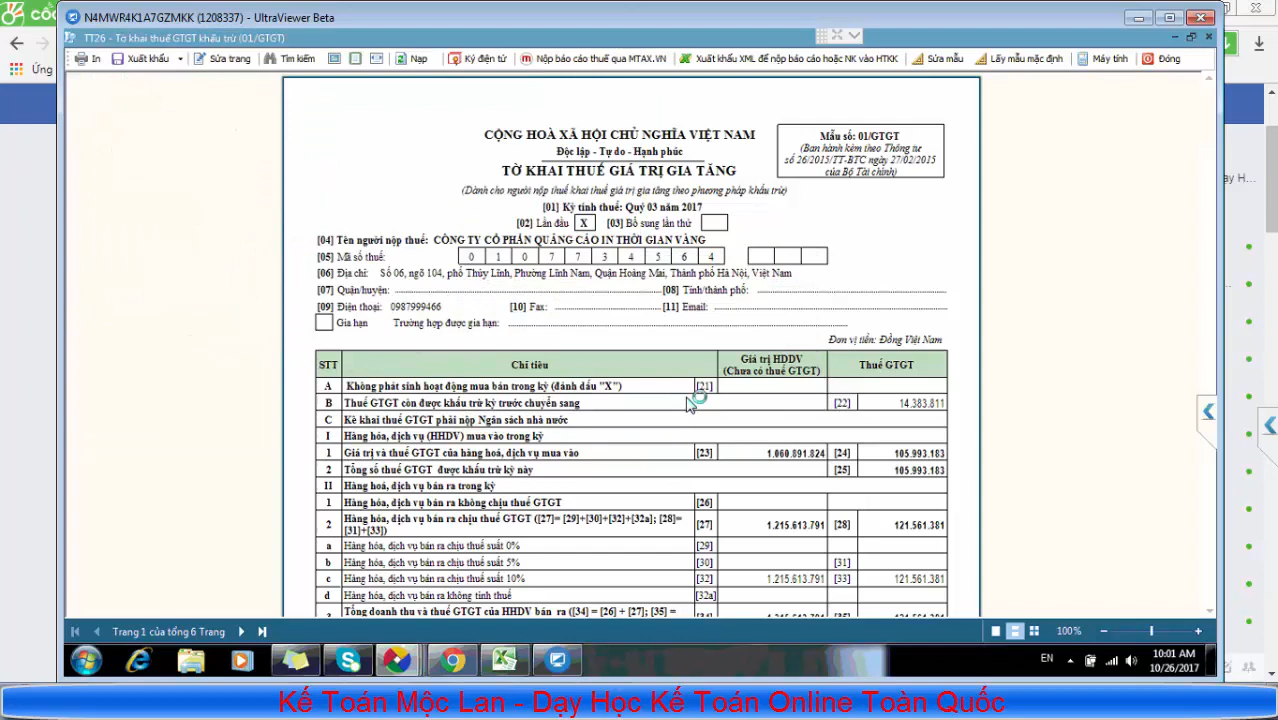 N4MWR4K1A7GZMKK (1208337) - UltraViewer Beta
TT26 - Tờ khai thuế GTGT khấu trừ (01/GTGT)
In Xuất khẩu Sửa trang Tìm kiếm Nạp Ký điện tử Nộp báo cáo thuế qua MTAX.VN Xuất khẩu XML để nộp báo cáo hoặc NK vào HTKK Sửa mẫu Lấy mẫu mặc định Máy tính Đóng
Ứng
CỘNG HOÀ XÃ HỘI CHỦ NGHĨA VIỆT NAM
Độc lập - Tự do - Hạnh phúc
TỜ KHAI THUẾ GIÁ TRỊ GIA TĂNG
Mẫu số: 01/GTGT
(Ban hành kèm theo Thông tư
số 26/2015/TT-BTC ngày 27/02/2015
của Bộ Tài chính)
(Dành cho người nộp thuế khai thuế giá trị gia tăng theo phương pháp khấu trừ)
[01] Kỳ tính thuế: Quý 03 năm 2017
[02] Lần đầu X [03] Bổ sung lần thứ
[04] Tên người nộp thuế: CÔNG TY CỔ PHẦN QUẢNG CÁO IN THỜI GIAN VÀNG
[05] Mã số thuế: 0 1 0 7 7 3 4 5 6 4
[06] Địa chỉ: Số 06, ngõ 104, phố Thúy Lĩnh, Phường Lĩnh Nam, Quận Hoàng Mai, Thành phố Hà Nội, Việt Nam
[07] Quận/huyện: [08] Tỉnh/thành phố:
[09] Điện thoại: 0987999466 [10] Fax: [11] Email:
Gia hạn Trường hợp được gia hạn:
Đơn vị tiền: Đồng Việt Nam
STT Chỉ tiêu Giá trị HDDV (Chưa có thuế GTGT) Thuế GTGT
A Không phát sinh hoạt động mua bán trong kỳ (đánh dấu "X") [21]
B Thuế GTGT còn được khấu trừ kỳ trước chuyển sang [22] 14.383.811
C Kê khai thuế GTGT phải nộp Ngân sách nhà nước
I Hàng hóa, dịch vụ (HHDV) mua vào trong kỳ
1 Giá trị và thuế GTGT của hàng hoá, dịch vụ mua vào [23] 1.060.891.824 [24] 105.993.183
2 Tổng số thuế GTGT được khấu trừ kỳ này [25] 105.993.183
II Hàng hoá, dịch vụ bán ra trong kỳ
1 Hàng hóa, dịch vụ bán ra không chịu thuế GTGT [26]
2 Hàng hóa, dịch vụ bán ra chịu thuế GTGT ([27]= [29]+[30]+[32]+[32a]; [28]= [31]+[33]) [27] 1.215.613.791 [28] 121.561.381
a Hàng hóa, dịch vụ bán ra chịu thuế suất 0% [29]
b Hàng hóa, dịch vụ bán ra chịu thuế suất 5% [30] [31]
c Hàng hóa, dịch vụ bán ra chịu thuế suất 10% [32] 1.215.613.791 [33] 121.561.381
d Hàng hóa, dịch vụ bán ra không tính thuế [32a]
Tổng doanh thu và thuế GTGT của HHDV bán ra ([34] = [26] + [27]; [35] =
Trang 1 của tổng 6 Trang 100%
EN 10:01 AM
10/26/2017
Kế Toán Mộc Lan - Dạy Học Kế Toán Online Toàn Quốc